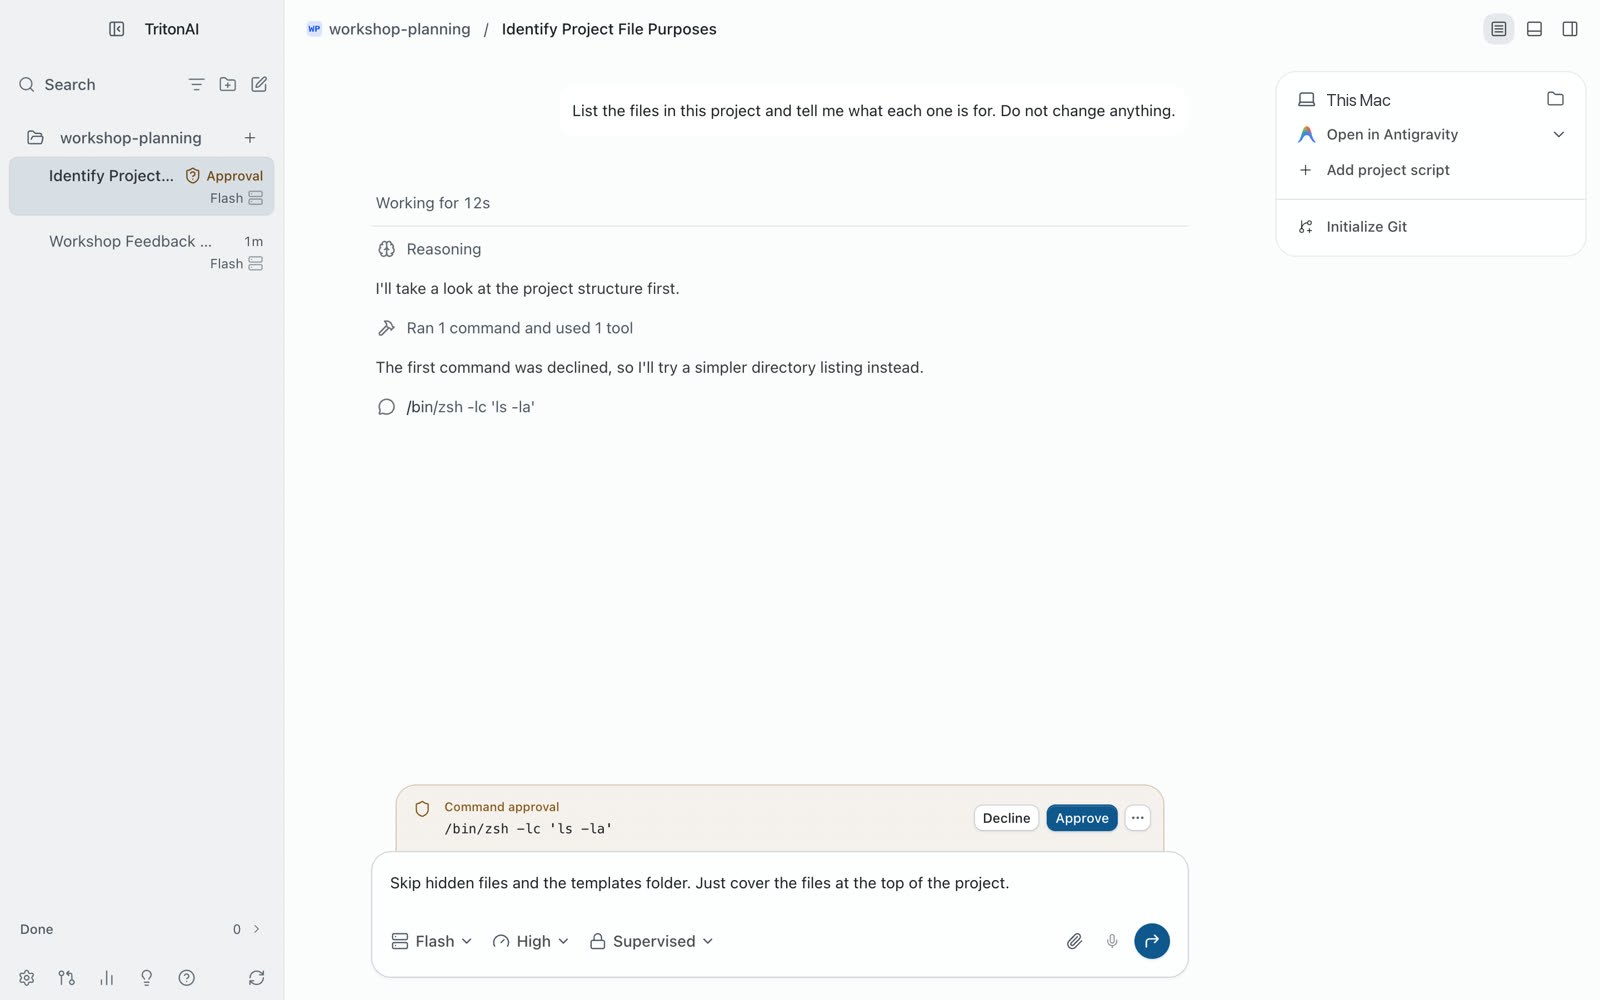 TritonAI
Search
workshop-planning
Identify Project... Approval
Flash
Workshop Feedback ... 1m
Flash
Done 0
WP workshop-planning / Identify Project File Purposes
List the files in this project and tell me what each one is for. Do not change anything.
Working for 12s
Reasoning
I'll take a look at the project structure first.
Ran 1 command and used 1 tool
The first command was declined, so I'll try a simpler directory listing instead.
/bin/zsh -lc 'ls -la'
Command approval
/bin/zsh -lc 'ls -la'
Decline Approve ...
Skip hidden files and the templates folder. Just cover the files at the top of the project.
Flash High Supervised
This Mac
Open in Antigravity
Add project script
Initialize Git